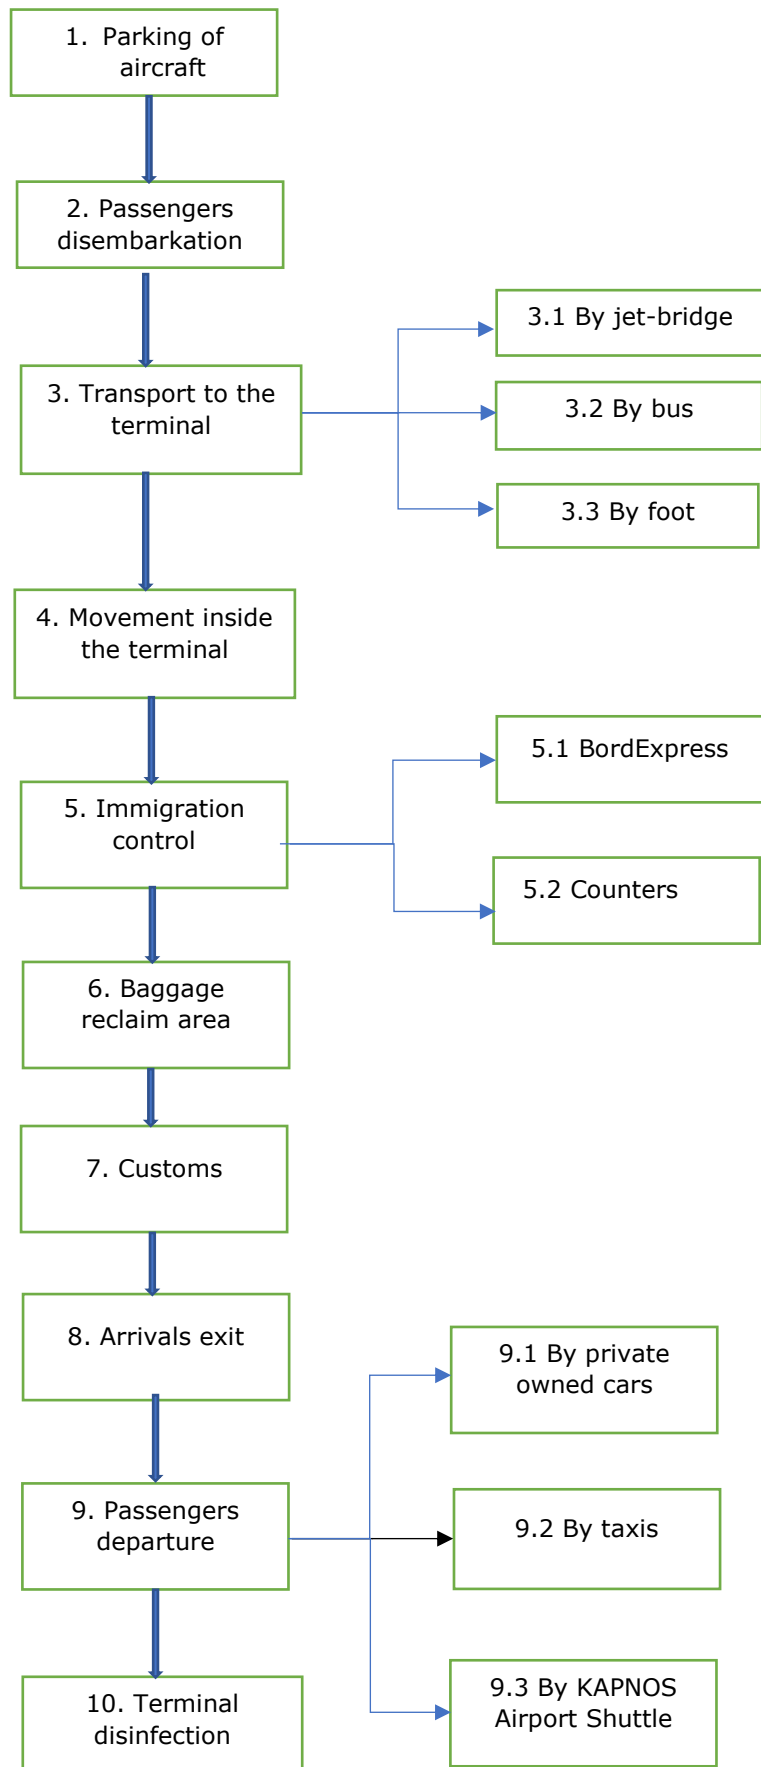 1. Parking of
aircraft
2. Passengers
disembarkation
3.1 By jet-bridge
3. Transport to the
terminal
3.2 By bus
3.3 By foot
4. Movement inside
the terminal
5.1 BordExpress
5. Immigration
control
5.2 Counters
6. Baggage
reclaim area
7. Customs
8. Arrivals exit
9.1 By private
owned cars
9. Passengers
departure
9.2 By taxis
9.3 By KAPNOS
Airport Shuttle
10. Terminal
disinfection